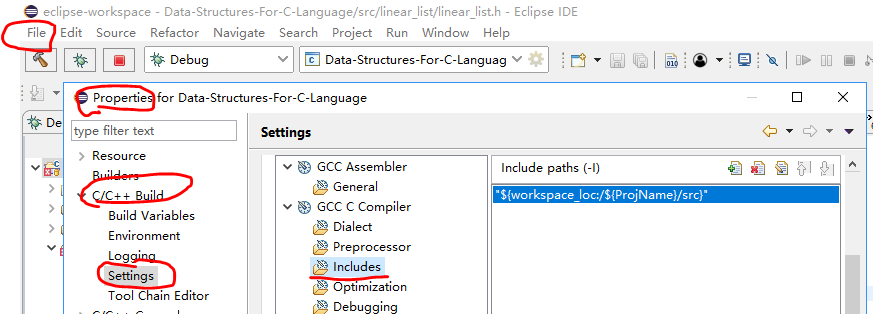 eclipse-workspace - Data-Structures-For-C-Language/src/linear_list/linear_list.h - Eclipse IDE
File Edit Source Refactor Navigate Search Project Run Window Help
Debug Data-Structures-For-C-Languag
Properties for Data-Structures-For-C-Language
type filter text
Settings
Resource
Builders
C/C++ Build
Build Variables
Environment
Logging
Settings
Tool Chain Editor
GCC Assembler
General
GCC C Compiler
Dialect
Preprocessor
Includes
Optimization
Debugging
Include paths (-I)
"${workspace_loc:/${ProjName}/src}"